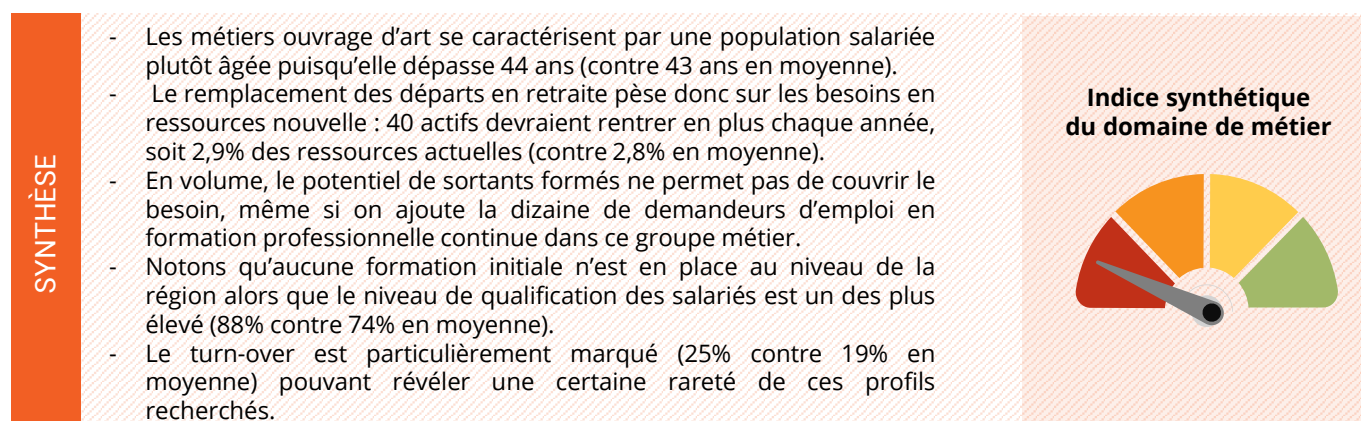 SYNTHÈSE
- Les métiers ouvrage d'art se caractérisent par une population salariée
plutôt âgée puisqu'elle dépasse 44 ans (contre 43 ans en moyenne).
- Le remplacement des départs en retraite pèse donc sur les besoins en
ressources nouvelle : 40 actifs devraient rentrer en plus chaque année,
soit 2,9% des ressources actuelles (contre 2,8% en moyenne).
- En volume, le potentiel de sortants formés ne permet pas de couvrir le
besoin, même si on ajoute la dizaine de demandeurs d'emploi en
formation professionnelle continue dans ce groupe métier.
- Notons qu'aucune formation initiale n'est en place au niveau de la
région alors que le niveau de qualification des salariés est un des plus
élevé (88% contre 74% en moyenne).
- Le turn-over est particulièrement marqué (25% contre 19% en
moyenne) pouvant révéler une certaine rareté de ces profils
recherchés.
Indice synthétique
du domaine de métier